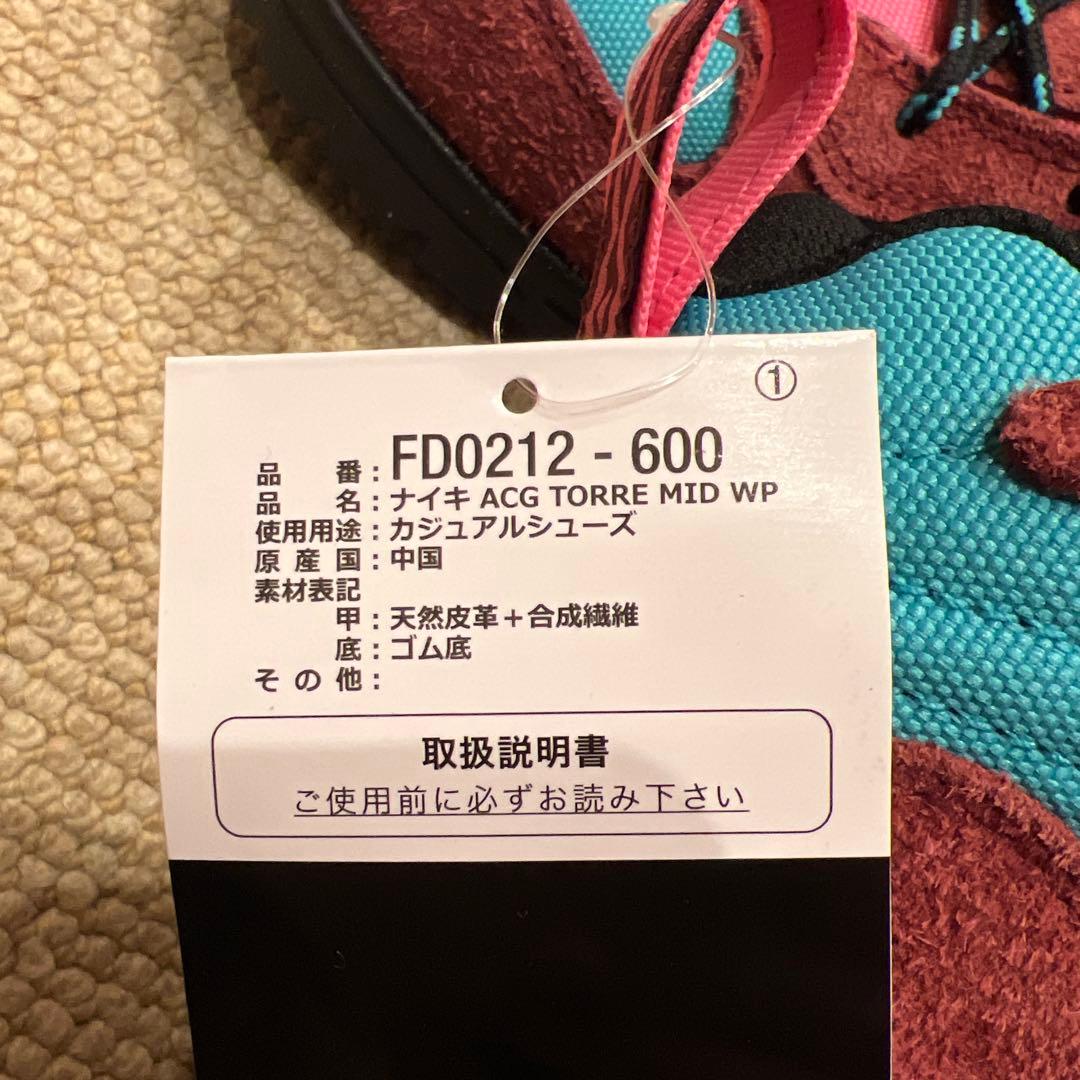 ①
品番:FD0212 - 600
品名:ナイキ ACG TORRE MID WP
使用用途:カジュアルシューズ
原産国:中国
素材表記
甲:天然皮革+合成繊維
底:ゴム底
その他:
取扱説明書
ご使用前に必ずお読み下さい